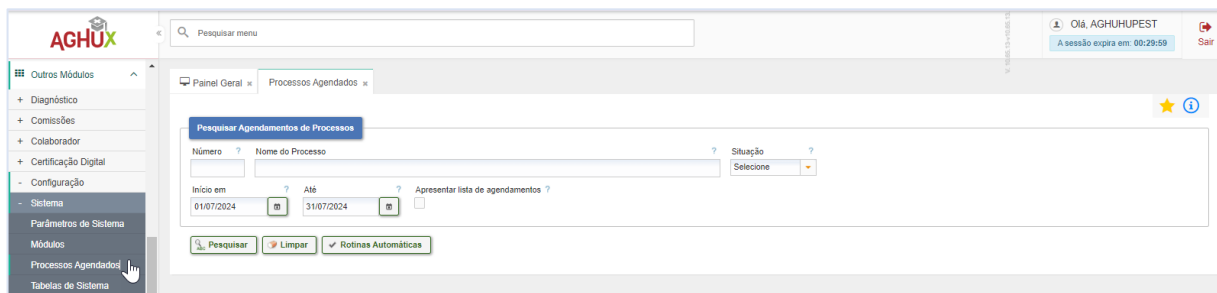 AGHUX
«
Pesquisar menu
Olá, AGHUHUPEST
A sessão expira em: 00:29:59
Sair
Outros Módulos
+ Diagnóstico
+ Comissões
+ Colaborador
+ Certificação Digital
- Configuração
- Sistema
Parâmetros de Sistema
Módulos
Processos Agendados
Tabelas de Sistema
Painel Geral × Processos Agendados ×
Pesquisar Agendamentos de Processos
Número ? Nome do Processo ? Situação ?
Selecione
Início em ? Até ? Apresentar lista de agendamentos ?
01/07/2024 31/07/2024
Pesquisar Limpar Rotinas Automáticas